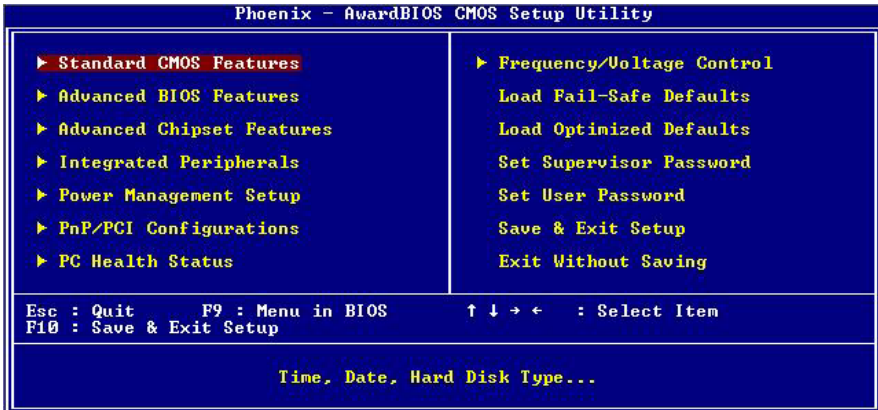 Phoenix - AwardBIOS CMOS Setup Utility
▶ Standard CMOS Features
▶ Advanced BIOS Features
▶ Advanced Chipset Features
▶ Integrated Peripherals
▶ Power Management Setup
▶ PnP/PCI Configurations
▶ PC Health Status
▶ Frequency/Voltage Control
Load Fail-Safe Defaults
Load Optimized Defaults
Set Supervisor Password
Set User Password
Save & Exit Setup
Exit Without Saving
Esc : Quit F9 : Menu in BIOS ↑ ↓ → ← : Select Item
F10 : Save & Exit Setup
Time, Date, Hard Disk Type...